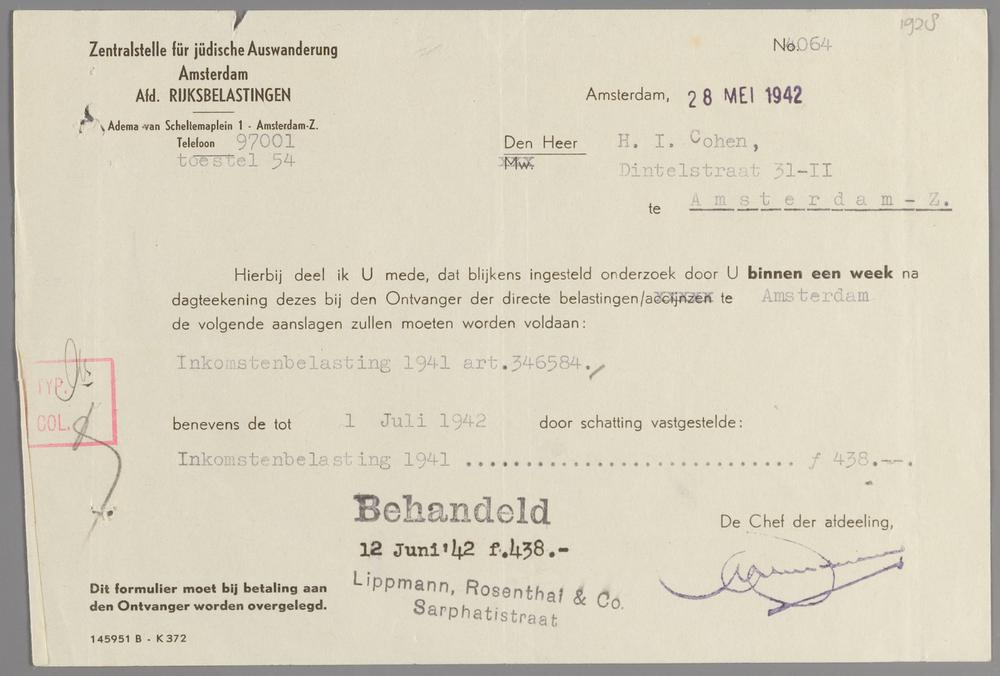 1928
Zentralstelle für jüdische Auswanderung
Amsterdam
Afd. RIJKSBELASTINGEN
Adema van Scheltemaplein 1 - Amsterdam-Z.
Telefoon 97001
toestel 54
No. 4064
Amsterdam, 28 MEI 1942
Den Heer H. I. Cohen,
Mw.
Dintelstraat 31-II
te Amsterdam-Z.
Hierbij deel ik U mede, dat blijkens ingesteld onderzoek door U binnen een week na
dagteekening dezes bij den Ontvanger der directe belastingen/accijnzen te Amsterdam
de volgende aanslagen zullen moeten worden voldaan:
Inkomstenbelasting 1941 art.346584.
TYP.
COL.
benevens de tot 1 Juli 1942 door schatting vastgestelde:
Inkomstenbelasting 1941 .............................. ƒ 438.--.
Behandeld
12 Juni '42 f.438.-
Lippmann, Rosenthal & Co.
Sarphatistraat
De Chef der afdeeling,
Dit formulier moet bij betaling aan
den Ontvanger worden overgelegd.
145951 B - K 372